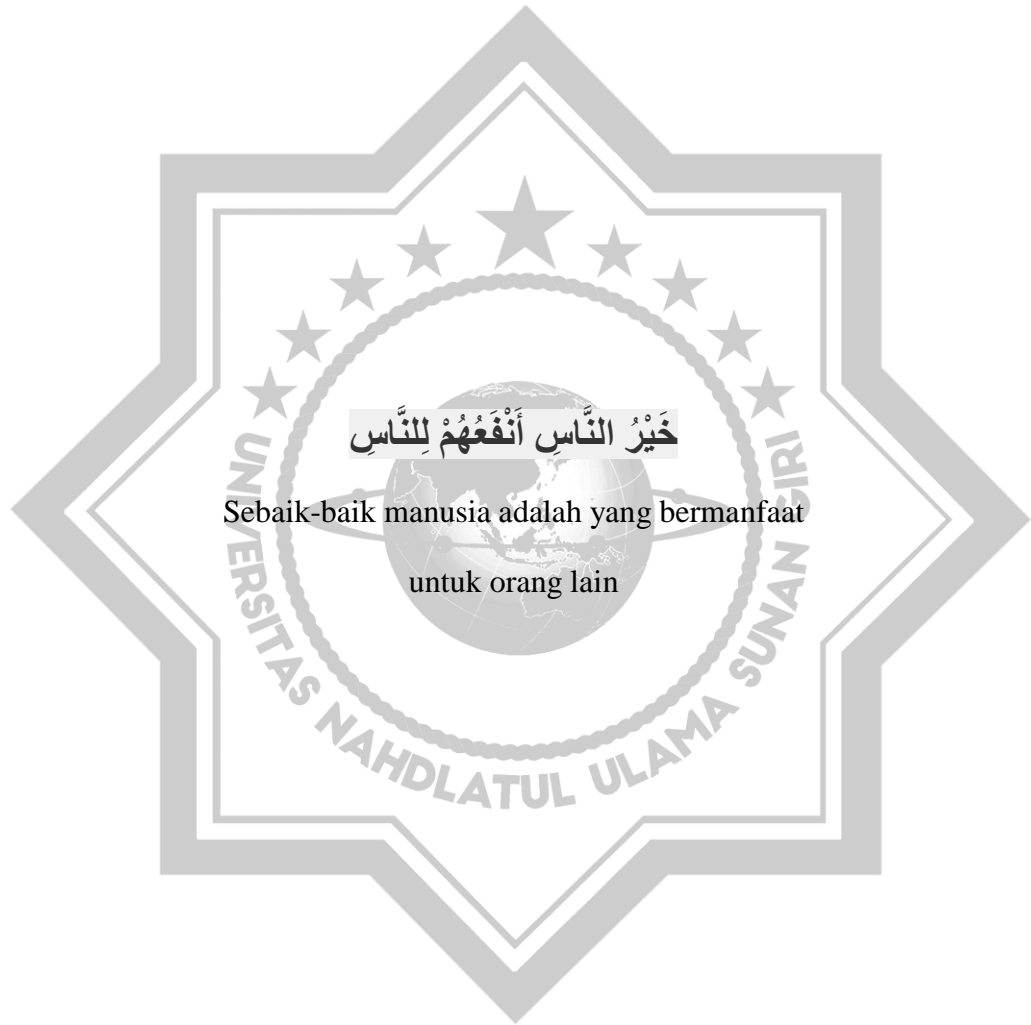 خَيْرُ النَّاسِ أَنْفَعُهُمْ لِلنَّاسِ
Sebaik-baik manusia adalah yang bermanfaat
untuk orang lain
UNIVERSITAS NAHDLATUL ULAMA SUNAN GIRI